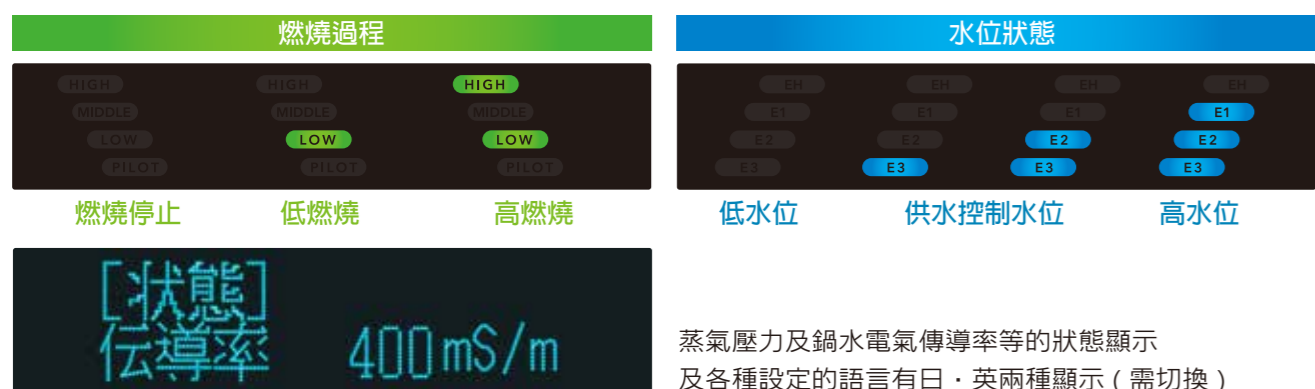 燃燒過程
HIGH HIGH HIGH
MIDDLE MIDDLE MIDDLE
LOW LOW LOW
PILOT PILOT PILOT
燃燒停止 低燃燒 高燃燒
水位狀態
EH EH EH EH
E1 E1 E1 E1
E2 E2 E2 E2
E3 E3 E3 E3
低水位 供水控制水位 高水位
[状態]
伝導率 400mS/m
蒸氣壓力及鍋水電氣傳導率等的狀態顯示
及各種設定的語言有日・英兩種顯示 ( 需切換 )